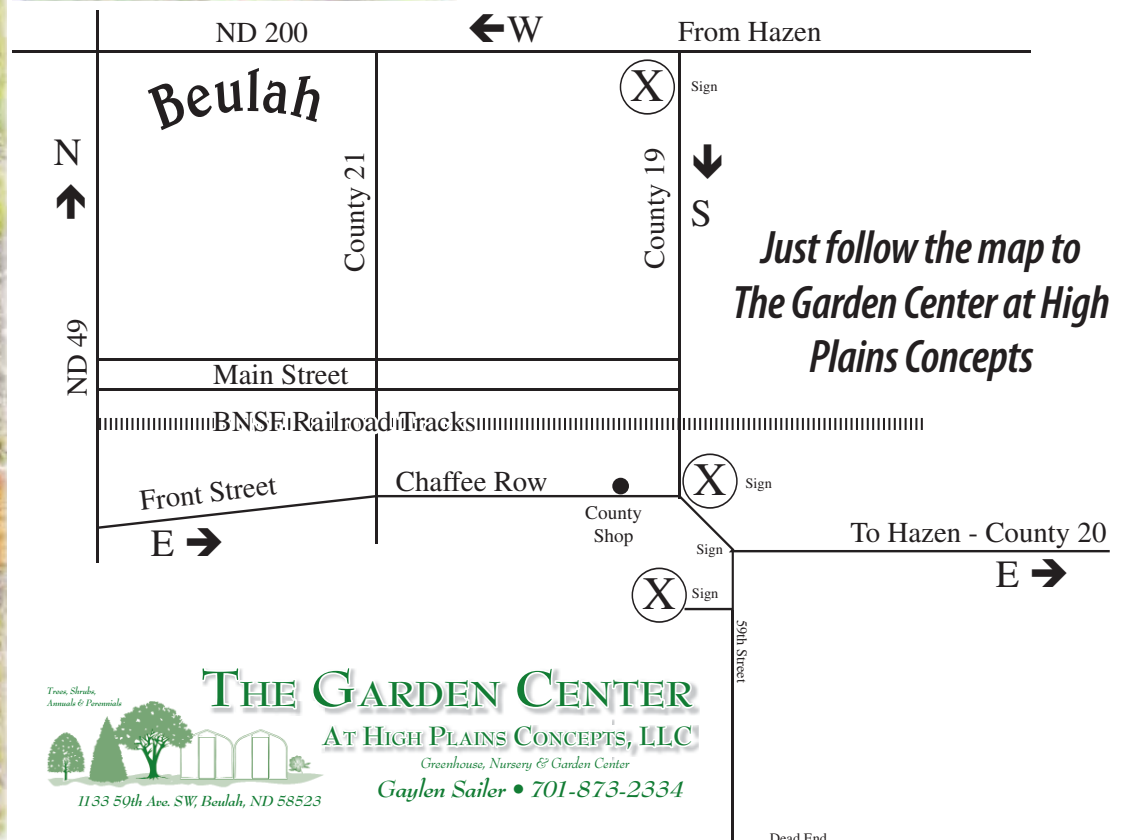 ND 200
W
From Hazen
Beulah
X
Sign
N
County 21
County 19
S
Just follow the map to
The Garden Center at High
Plains Concepts
ND 49
Main Street
BNSF Railroad Tracks
Front Street
Chaffee Row
County
Shop
X
Sign
E
Sign
To Hazen - County 20
E
X
Sign
59th Street
Trees, Shrubs,
Annuals & Perennials
The Garden Center
At High Plains Concepts, LLC
Greenhouse, Nursery & Garden Center
Gaylen Sailer • 701-873-2334
1133 59th Ave. SW, Beulah, ND 58523
Dead End